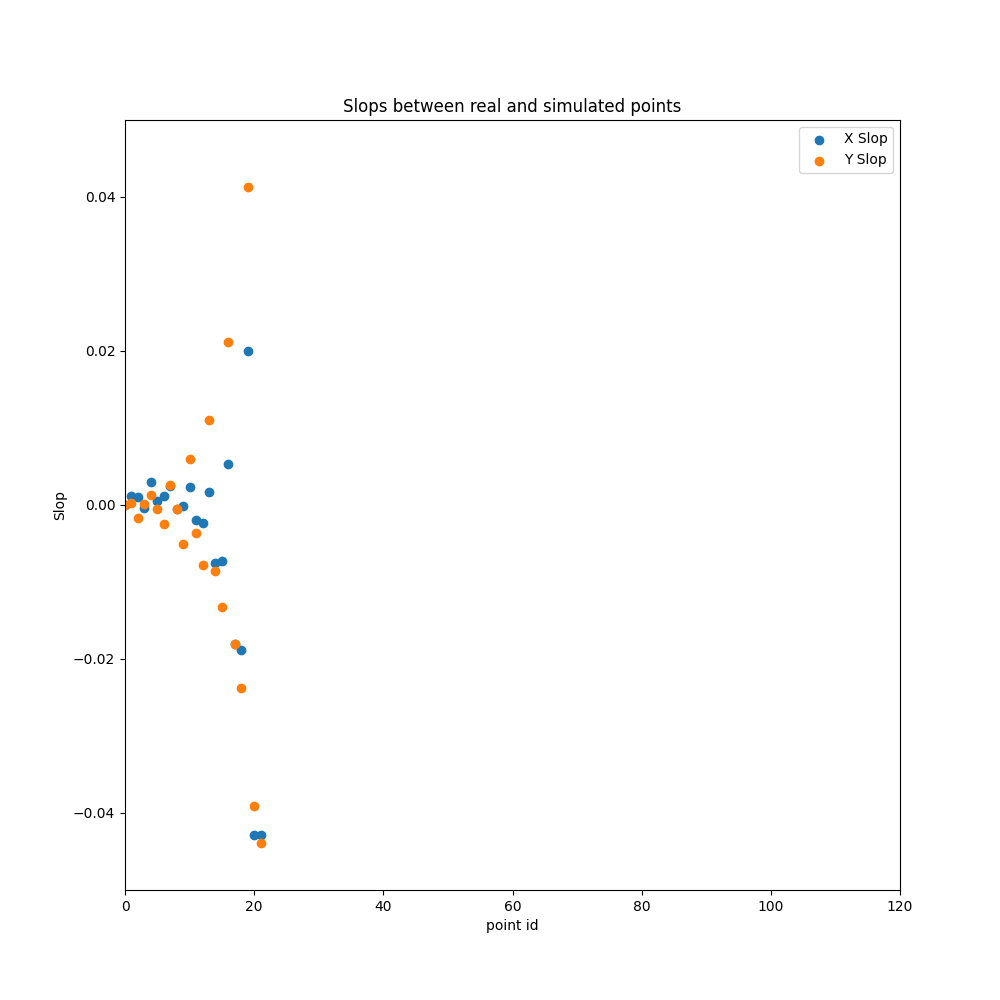 Slops between real and simulated points
X Slop
Y Slop
0.04
0.02
0.00
−0.02
−0.04
Slop
0 20 40 60 80 100 120
point id